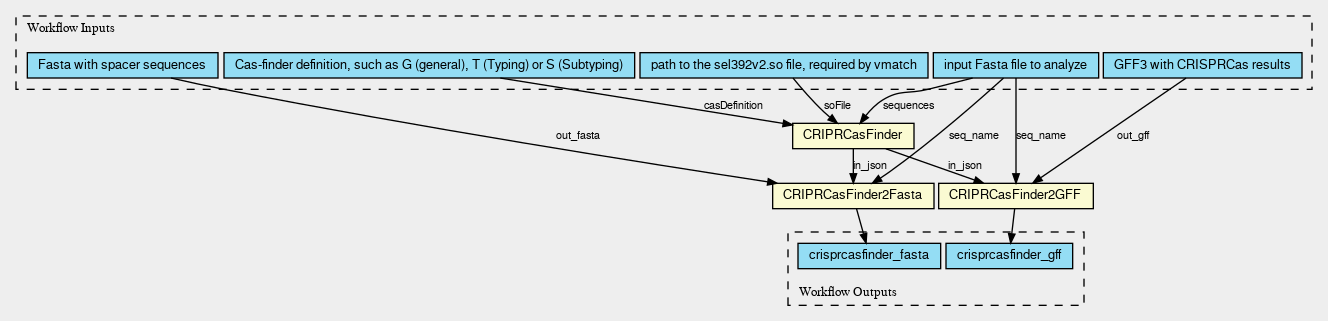 Workflow Inputs
Fasta with spacer sequences
Cas-finder definition, such as G (general), T (Typing) or S (Subtyping)
path to the sel392v2.so file, required by vmatch
input Fasta file to analyze
GFF3 with CRISPRCas results
casDefinition
soFile
sequences
out_fasta
seq_name
seq_name
out_gff
CRIPRCasFinder
in_json
in_json
CRIPRCasFinder2Fasta
CRIPRCasFinder2GFF
crisprcasfinder_fasta
crisprcasfinder_gff
Workflow Outputs